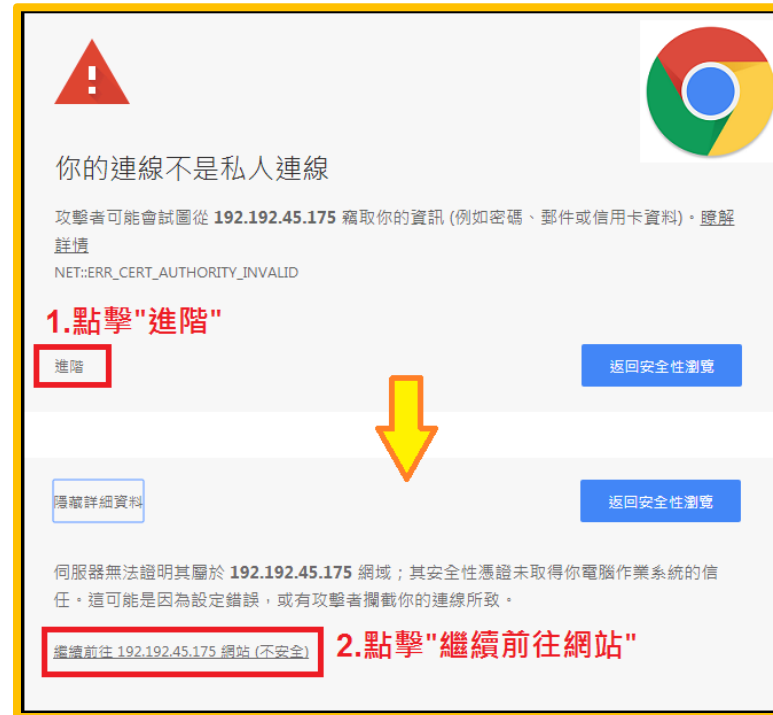 你的連線不是私人連線
攻擊者可能會試圖從 192.192.45.175 竊取你的資訊 (例如密碼、郵件或信用卡資料)。瞭解
詳情
NET::ERR_CERT_AUTHORITY_INVALID
1.點擊"進階"
進階
返回安全性瀏覽
隱藏詳細資料
返回安全性瀏覽
伺服器無法證明其屬於 192.192.45.175 網域；其安全性憑證未取得你電腦作業系統的信
任。這可能是因為設定錯誤，或有攻擊者攔截你的連線所致。
繼續前往 192.192.45.175 網站 (不安全)
2.點擊"繼續前往網站"